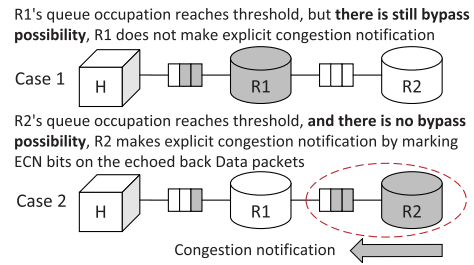 R1's queue occupation reaches threshold, but there is still bypass
possibility, R1 does not make explicit congestion notification
Case 1
H
R1
R2
R2's queue occupation reaches threshold, and there is no bypass
possibility, R2 makes explicit congestion notification by marking
ECN bits on the echoed back Data packets
Case 2
H
R1
R2
Congestion notification